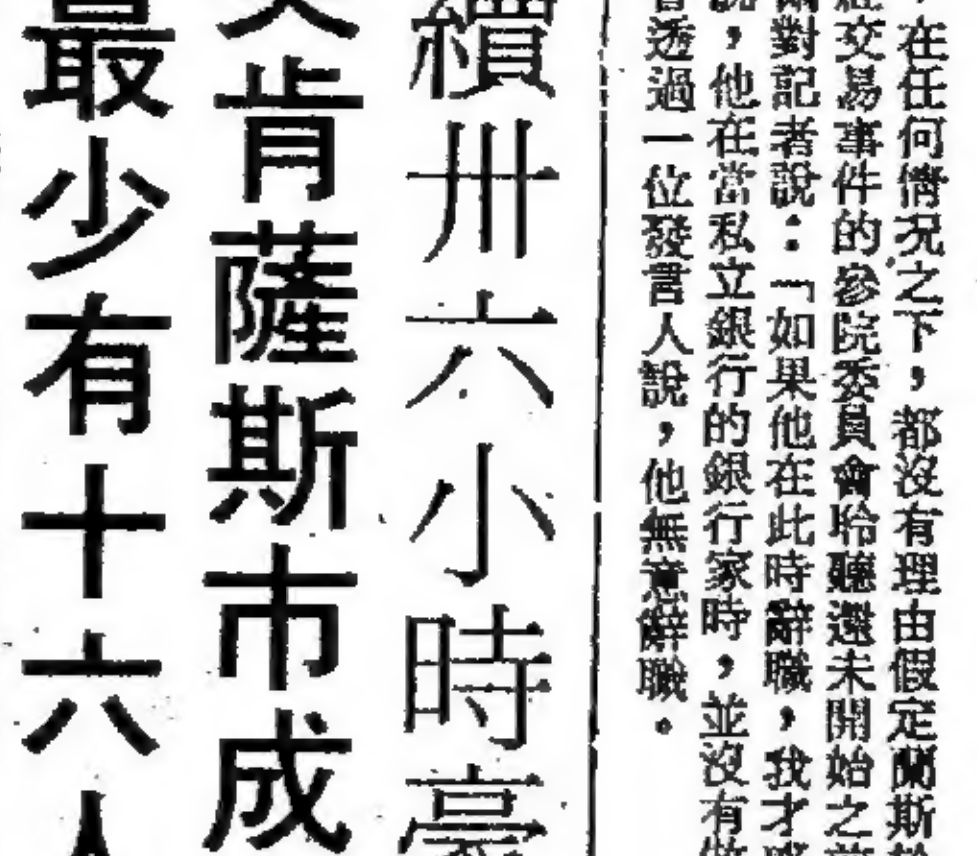 ，在任何情況之下，都沒有理由假定蘭斯
交易事件的參院委員會聆聽還未開始之前
對記者說：「如果他在此時辭職，我才
，他在當私立銀行的銀行家時，並沒有
透過一位發言人說，他無意辭職。
續卅六小時豪
肯薩斯市成
最少有十六人